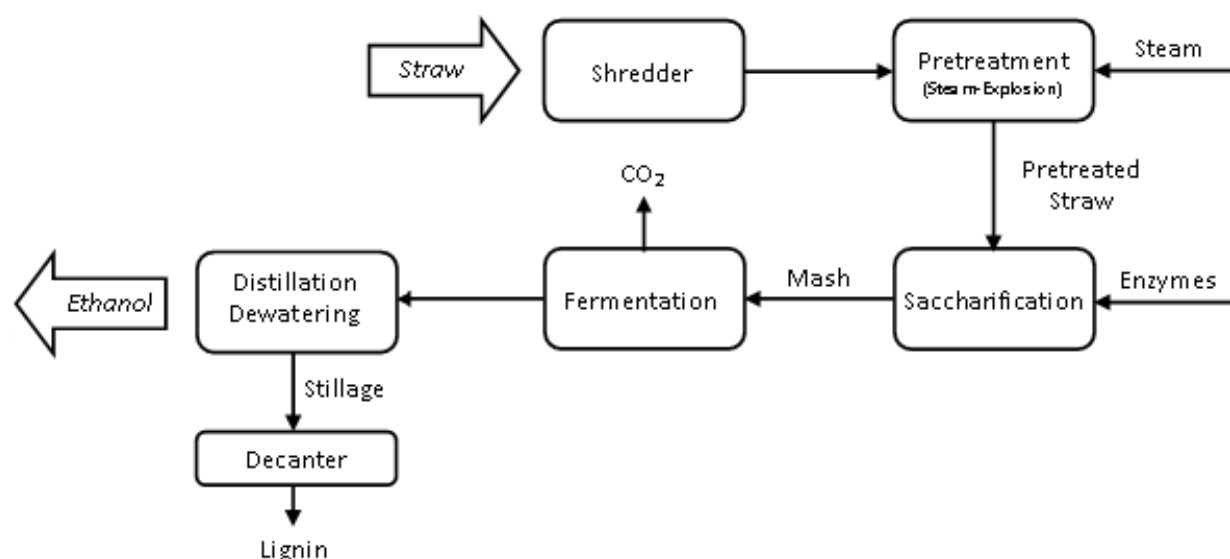 Straw
Shredder
Pretreatment
(Steam-Explosion)
Steam
Pretreated
Straw
CO₂
Ethanol
Distillation
Dewatering
Fermentation
Mash
Saccharification
Enzymes
Stillage
Decanter
Lignin